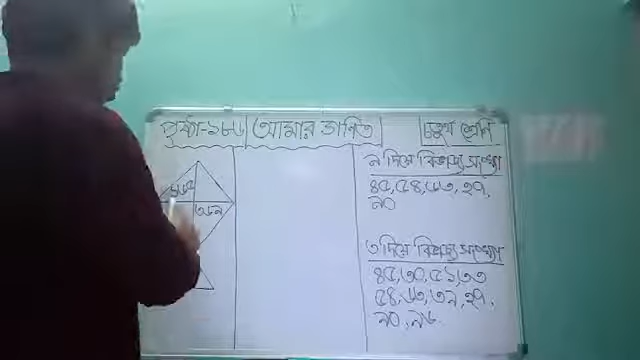 পৃষ্ঠা-১৮৬ আমার গণিত চতুর্থ শ্রেণি
৩৬৯
৯ দিয়ে বিভাজ্য সংখ্যা
৪৫, ৫৪, ৬৩, ২৭,
৯০
৩ দিয়ে বিভাজ্য সংখ্যা
৪৫, ৩০, ৫১, ৩৩
৫৪, ৬৩, ৩৯, ২৭,
৯০, ৯৬